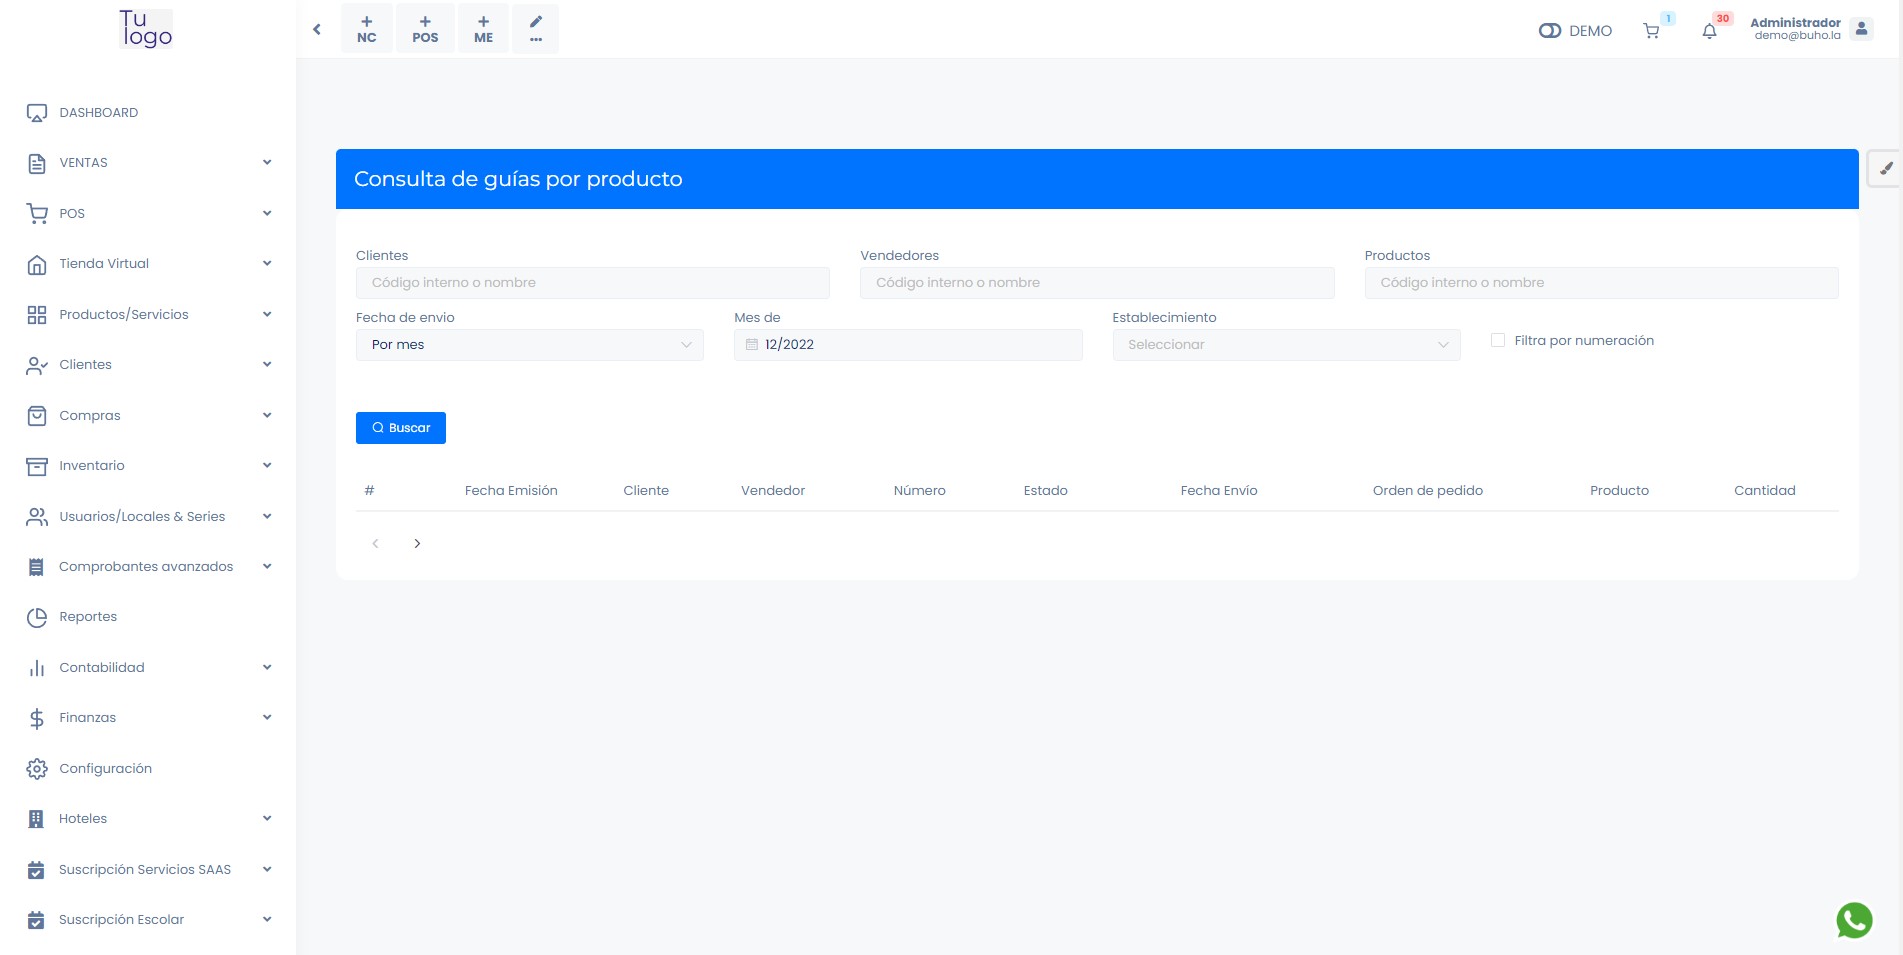 Tu
logo
NC
POS
ME
...
DEMO
1
30
Administrador
demo@buho.la
DASHBOARD
VENTAS
POS
Tienda Virtual
Productos/Servicios
Clientes
Compras
Inventario
Usuarios/Locales & Series
Comprobantes avanzados
Reportes
Contabilidad
Finanzas
Configuración
Hoteles
Suscripción Servicios SAAS
Suscripción Escolar
Consulta de guías por producto
Clientes
Vendedores
Productos
Código interno o nombre
Código interno o nombre
Código interno o nombre
Fecha de envio
Mes de
Establecimiento
Por mes
12/2022
Seleccionar
Filtra por numeración
Buscar
# Fecha Emisión Cliente Vendedor Número Estado Fecha Envío Orden de pedido Producto Cantidad